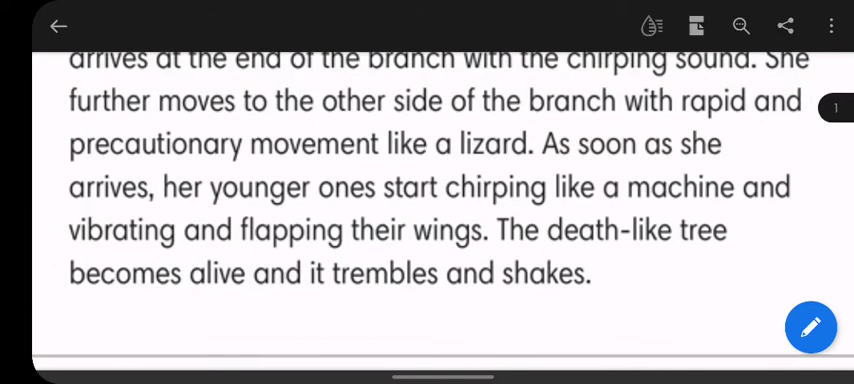 arrives at the end of the branch with the chirping sound. She
further moves to the other side of the branch with rapid and
1
precautionary movement like a lizard. As soon as she
arrives, her younger ones start chirping like a machine and
vibrating and flapping their wings. The death-like tree
becomes alive and it trembles and shakes.